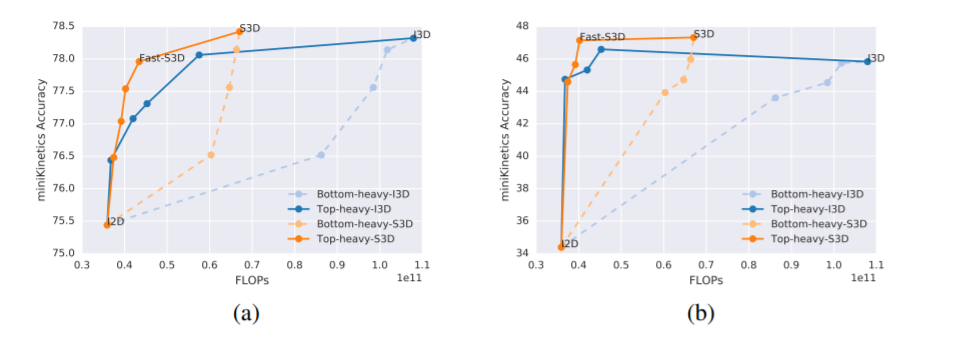 78.5
78.0
77.5
77.0
76.5
76.0
75.5
75.0
miniKinetics Accuracy
S3D
I3D
Fast-S3D
I2D
Bottom-heavy-I3D
Top-heavy-I3D
Bottom-heavy-S3D
Top-heavy-S3D
0.3 0.4 0.5 0.6 0.7 0.8 0.9 1.0 1.1
FLOPs
1e11
(a)
48
46
44
42
40
38
36
34
miniKinetics Accuracy
Fast-S3D
S3D
I3D
I2D
Bottom-heavy-I3D
Top-heavy-I3D
Bottom-heavy-S3D
Top-heavy-S3D
0.3 0.4 0.5 0.6 0.7 0.8 0.9 1.0 1.1
FLOPs
1e11
(b)